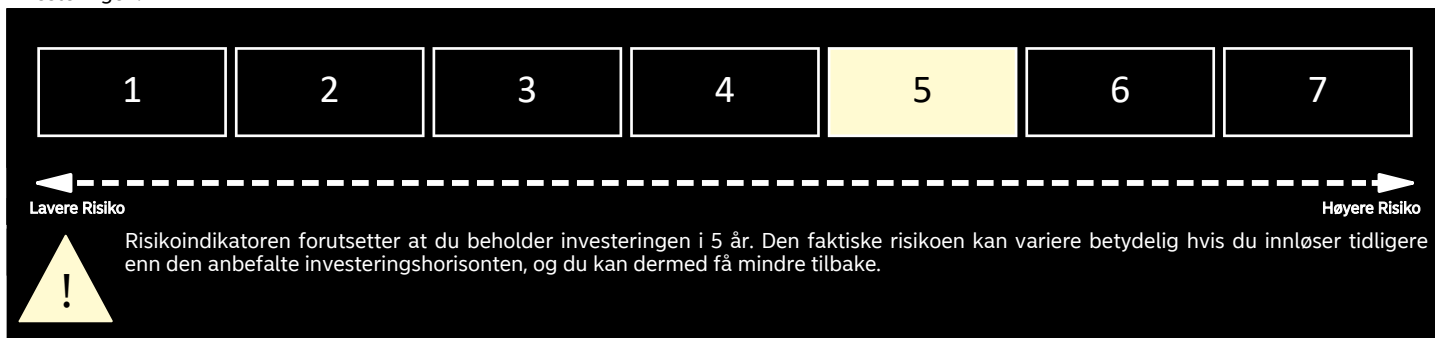 1 2 3 4 5 6 7
Lavere Risiko Høyere Risiko
Risikoindikatoren forutsetter at du beholder investeringen i 5 år. Den faktiske risikoen kan variere betydelig hvis du innløser tidligere
enn den anbefalte investeringshorisonten, og du kan dermed få mindre tilbake.
!